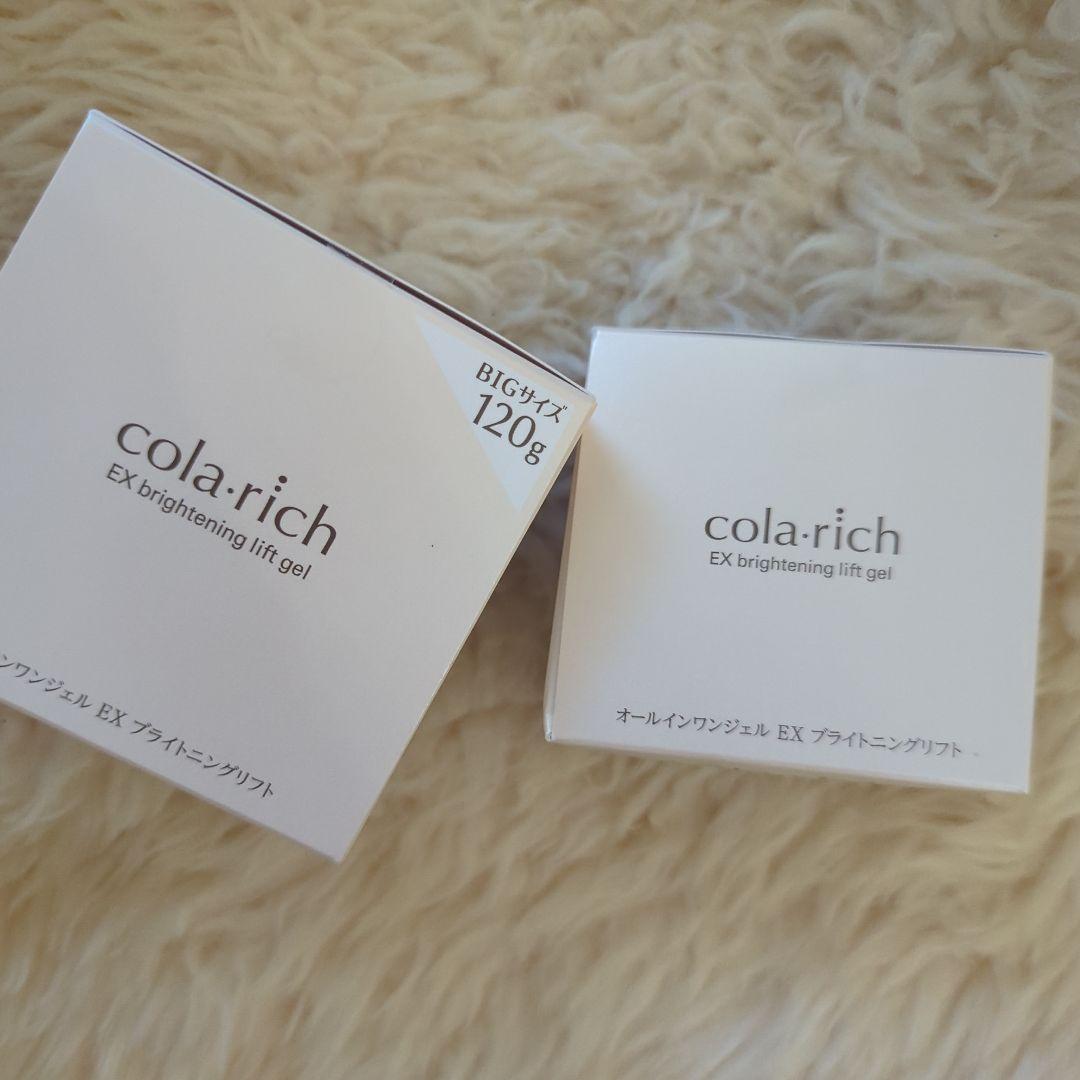 BIGサイズ
120g
cola·rich
EX brightening lift gel
ンワンジェル EX ブライトニングリフト
cola·rich
EX brightening lift gel
オールインワンジェル EX ブライトニングリフト